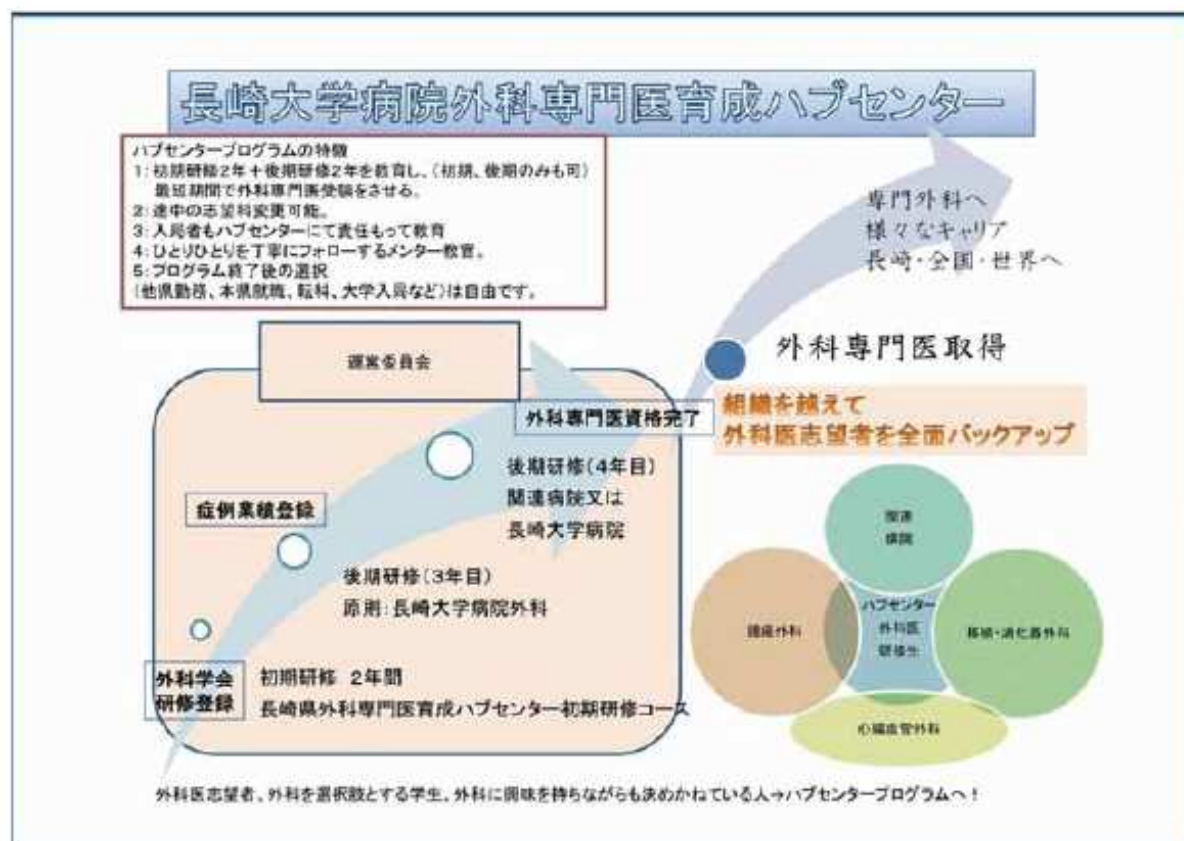 長崎大学病院外科専門医育成ハブセンター
ハブセンタープログラムの特徴
1:初期研修2年+後期研修2年を教育し、(初期、後期のみも可)
最短期間で外科専門医受験をさせる。
2:途中の志望科変更可能。
3:入局者もハブセンターにて責任もって教育
4:ひとりひとりを丁寧にフォローするメンター教官。
5:プログラム終了後の選択
(他県勤務、本県就職、転科、大学入局など)は自由です。
専門外科へ
様々なキャリア
長崎・全国・世界へ
運営委員会
外科専門医取得
組織を越えて
外科医志望者を全面バックアップ
外科専門医資格完了
後期研修(4年目)
関連病院又は
長崎大学病院
症例業績登録
後期研修(3年目)
原則:長崎大学病院外科
外科学会
研修登録
初期研修 2年間
長崎県外科専門医育成ハブセンター初期研修コース
関連
病院
腫瘍外科
ハブセンター
外科医
研修生
移植・消化器外科
心臓血管外科
外科医志望者、外科を選択肢とする学生、外科に興味を持ちながらも決めかねている人→ハブセンタープログラムへ!